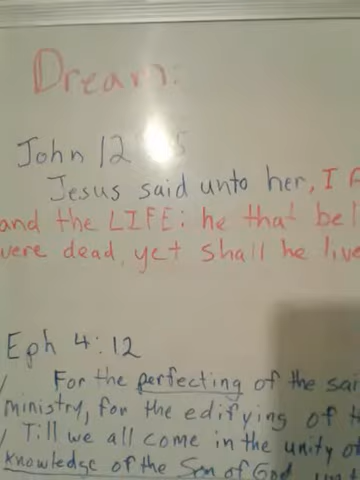 Dream:
John 12
Jesus said unto her, I
and the LIFE: he that bel
were dead, yet shall he live
Eph 4:12
For the perfecting of the sai
ministry, for the edifying of t
Till we all come in the unity of
knowledge of the Son of God, unt